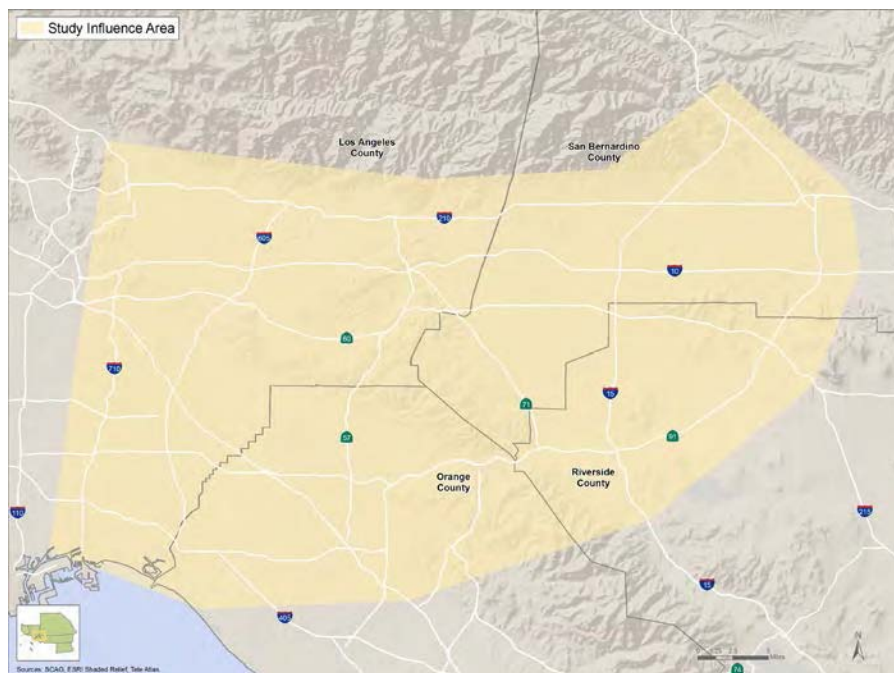 Study Influence Area
Los Angeles
County
San Bernardino
County
210
605
10
60
710
71
15
57
91
Orange
County
Riverside
County
110
215
15
405
74
Miles
Sources: SCAG, ESRI Shaded Relief, Tele Atlas.